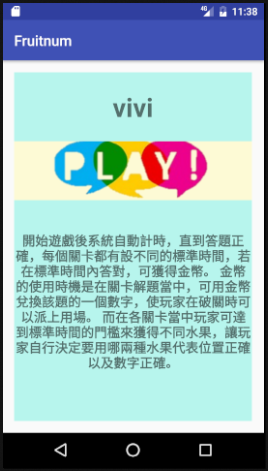 4G 11:38
Fruitnum
vivi
PLAY!
開始遊戲後系統自動計時，直到答題正
確，每個關卡都有設不同的標準時間，若
在標準時間內答對，可獲得金幣。 金幣
的使用時機是在關卡解題當中，可用金幣
兌換該題的一個數字，使玩家在破關時可
以派上用場。 而在各關卡當中玩家可達
到標準時間的門檻來獲得不同水果，讓玩
家自行決定要用哪兩種水果代表位置正確
以及數字正確。